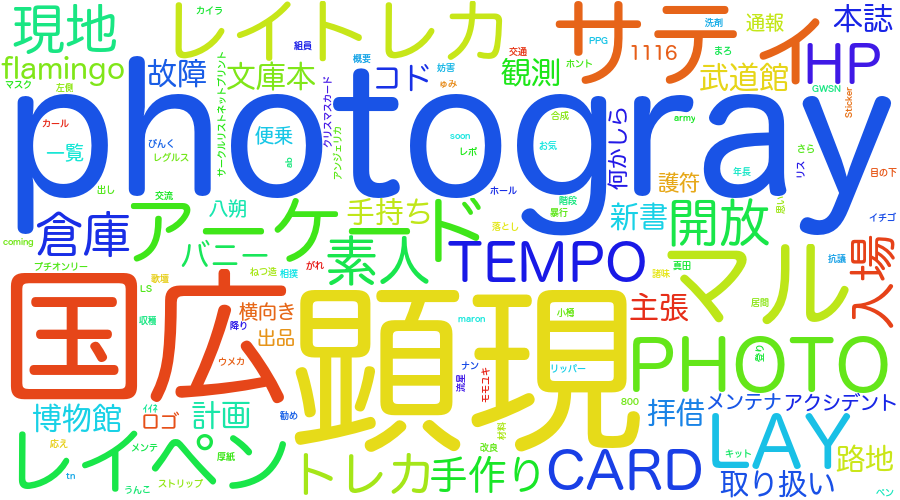 カイラ
現地
レイトレカ
サティ
洗剤
通報
本誌
組員
交通
PPG
1116
まろ
HP
flamingo
故障
文庫本
概要
妨害
コド
観測
ホント
武道館
マスク
左側
ゅみ
GWSN
photogray
サークルリストネットプリント
クリスマスカード
アンジェリカ
カール
一覧
びんく
レグルス
便乗
ab
soon
レポ
合成
お気
army
何かしら
Sticker
さら
年長
リス
目の下
護符
出し
交流
ホール
階段
暴行
思い
イチゴ
coming
倉庫
アーケード
八朔
バニー
手持ち
落とし
新書
開放
入場
素人
TEMPO
マル
抗議
プチオンリー
歌壇
LS
ねつ造
相撲
がれ
諸味
真田
居間
国広
顕現
収穫
横向き
降り
出品
maron
小樽
主張
PHOTO
登り
ウメカ
流星
ナン
モモユキ
リッパー
博物館
イイネ
ロゴ
計画
勧め
800
拝借
メンテナ
アクシデント
レイペン
応え
メンテ
厚紙
改良
材料
LAY
キット
路地
tn
うんこ
ストリップ
トレカ
手作り
CARD
取り扱い
ペン